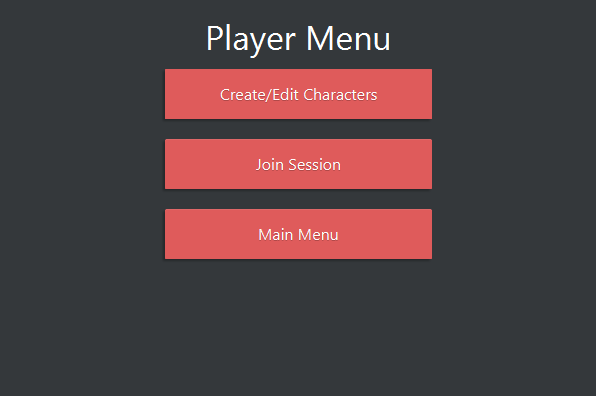 Player Menu
Create/Edit Characters
Join Session
Main Menu